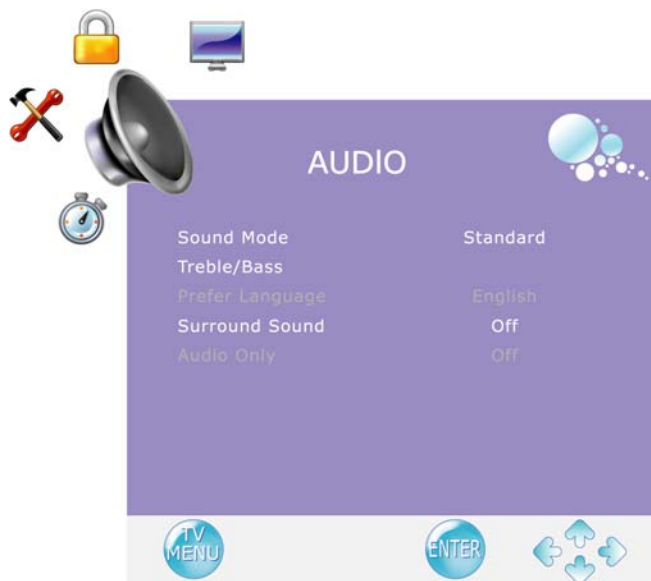 AUDIO
Sound Mode Standard
Treble/Bass
Prefer Language English
Surround Sound Off
Audio Only Off
TV
MENU
ENTER